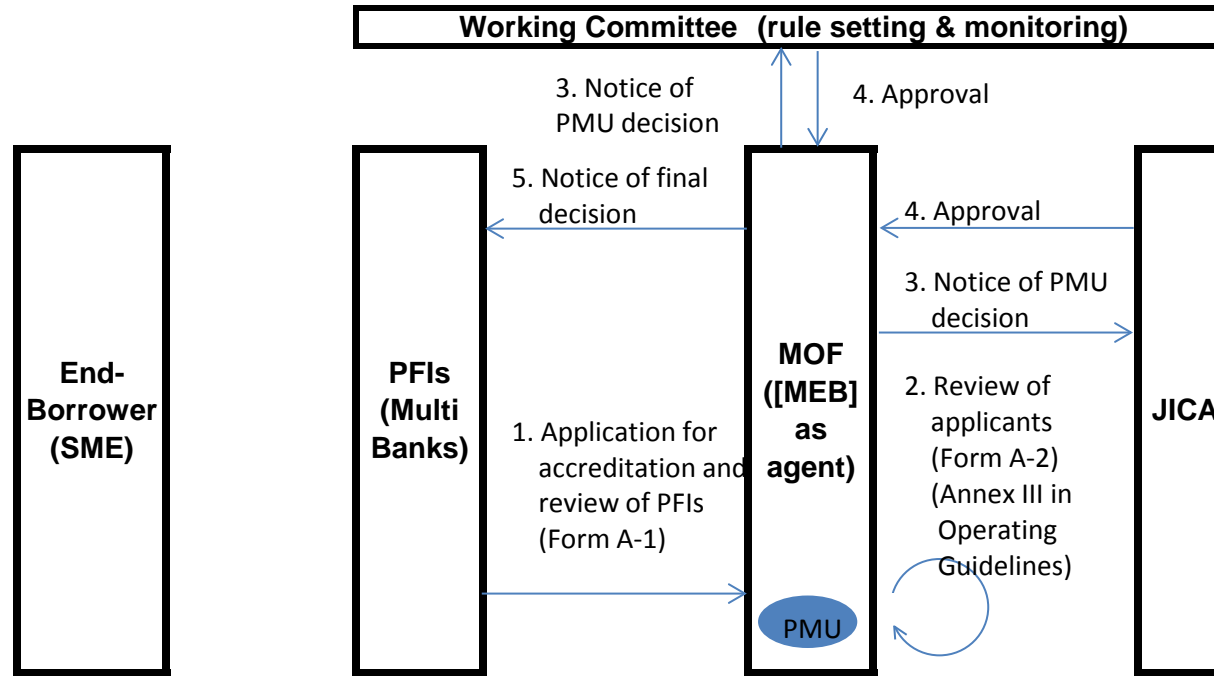 Working Committee (rule setting & monitoring)
3. Notice of
PMU decision
4. Approval
5. Notice of final
decision
4. Approval
3. Notice of PMU
decision
End-
Borrower
(SME)
PFIs
(Multi
Banks)
1. Application for
accreditation and
review of PFIs
(Form A-1)
MOF
([MEB]
as
agent)
PMU
2. Review of
applicants
(Form A-2)
(Annex III in
Operating
Guidelines)
JICA